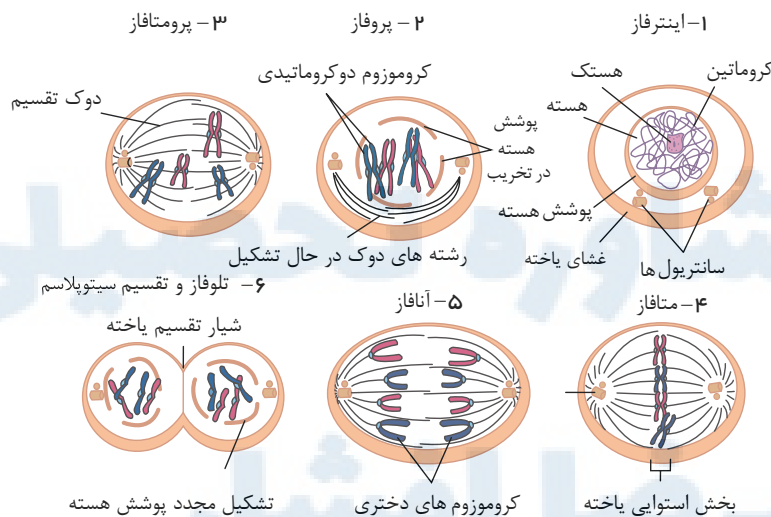 ۱-اینترفاز
کروماتین
هستک
هسته
پوشش هسته
غشای یاخته
سانتریول ها
۲- پروفاز
کروموزوم دوکروماتیدی
پوشش
هسته
در تخریب
رشته های دوک در حال تشکیل
۳- پرومتافاز
دوک تقسیم
۴- متافاز
بخش استوایی یاخته
۵- آنافاز
کروموزوم های دختری
۶- تلوفاز و تقسیم سیتوپلاسم
شیار تقسیم یاخته
تشکیل مجدد پوشش هسته
شاوره تحصیلی